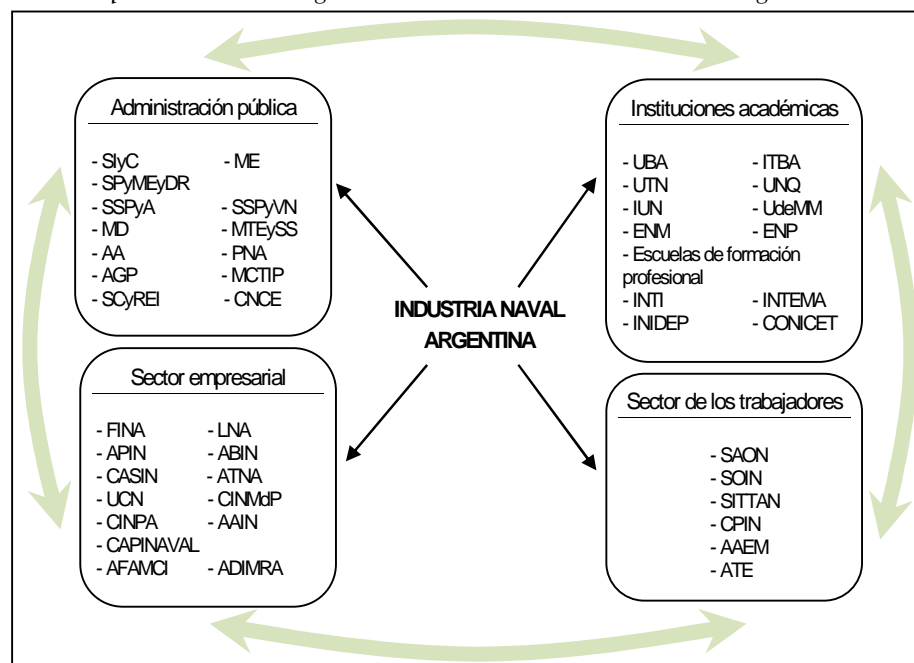 Administración pública
- SIyC - ME
- SPyMEyDR
- SSPyA - SSPyVN
- MD - MTEySS
- AA - PNA
- AGP - MCTIP
- SCyREI - CNCE
Instituciones académicas
- UBA - ITBA
- UTN - UNQ
- IUN - UdeMM
- ENM - ENP
- Escuelas de formación
profesional
- INTI - INTEMA
- INIDEP - CONICET
INDUSTRIA NAVAL
ARGENTINA
Sector empresarial
- FINA - LNA
- APIN - ABIN
- CASIN - ATNA
- UCN - CINMdP
- CINPA - AAIN
- CAPINAVAL
- AFAMCI - ADIMRA
Sector de los trabajadores
- SAON
- SOIN
- SITTAN
- CPIN
- AAEM
- ATE